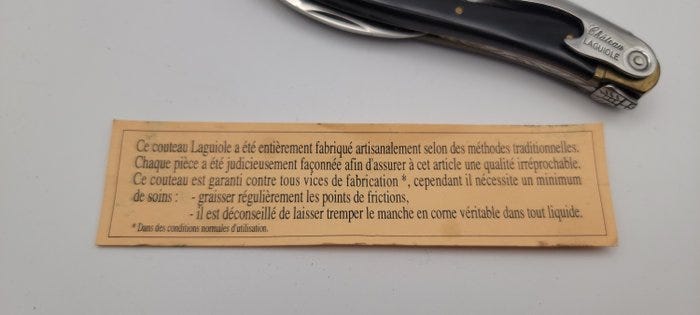 Château
LAGUIOLE
Ce couteau Laguiole a été entièrement fabriqué artisanalement selon des méthodes traditionnelles.
Chaque pièce a été judicieusement façonnée afin d'assurer à cet article une qualité irréprochable.
Ce couteau est garanti contre tous vices de fabrication *, cependant il nécessite un minimum
de soins : - graisser régulièrement les points de frictions,
- il est déconseillé de laisser tremper le manche en corne véritable dans tout liquide.
* Dans des conditions normales d'utilisation.